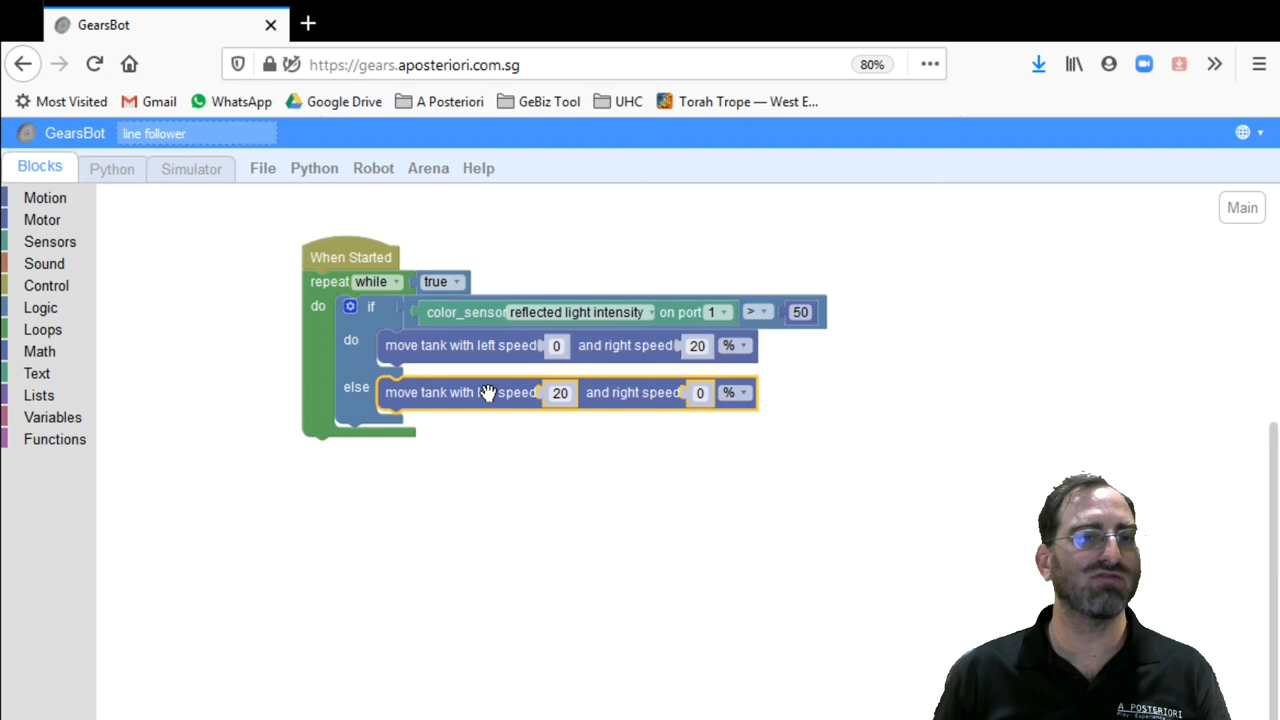 GearsBot
https://gears.aposteriori.com.sg
80%
Most Visited
Gmail
WhatsApp
Google Drive
A Posteriori
GeBiz Tool
UHC
Torah Trope — West E...
GearsBot
line follower
Blocks
Python
Simulator
File
Python
Robot
Arena
Help
Motion
Motor
Sensors
Sound
Control
Logic
Loops
Math
Text
Lists
Variables
Functions
Main
When Started
repeat while true
do if color_sensor reflected light intensity on port 1 > 50
do move tank with left speed 0 and right speed 20 %
else move tank with speed 20 and right speed 0 %
A POSTERIORI